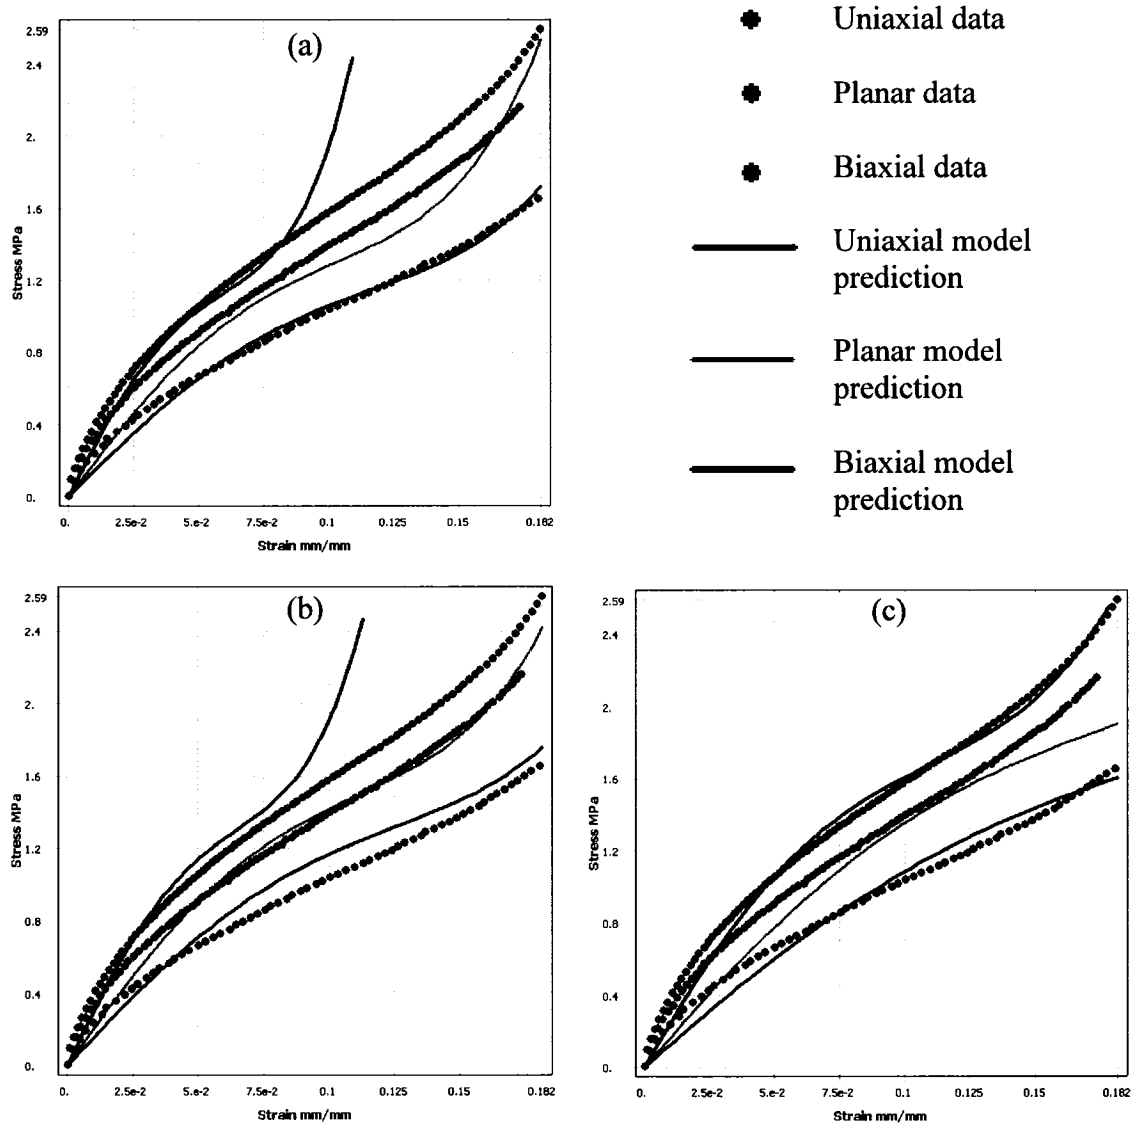 (a)
2.59
2.4
2.
1.6
1.2
0.8
0.4
0.
Stress MPa
0. 2.5e-2 5.e-2 7.5e-2 0.1 0.125 0.15 0.182
Strain mm/mm
Uniaxial data
Planar data
Biaxial data
Uniaxial model
prediction
Planar model
prediction
Biaxial model
prediction
(b)
2.59
2.4
2.
1.6
1.2
0.8
0.4
0.
Stress MPa
0. 2.5e-2 5.e-2 7.5e-2 0.1 0.125 0.15 0.182
Strain mm/mm
(c)
2.59
2.4
2.
1.6
1.2
0.8
0.4
0.
Stress MPa
0. 2.5e-2 5.e-2 7.5e-2 0.1 0.125 0.15 0.182
Strain mm/mm